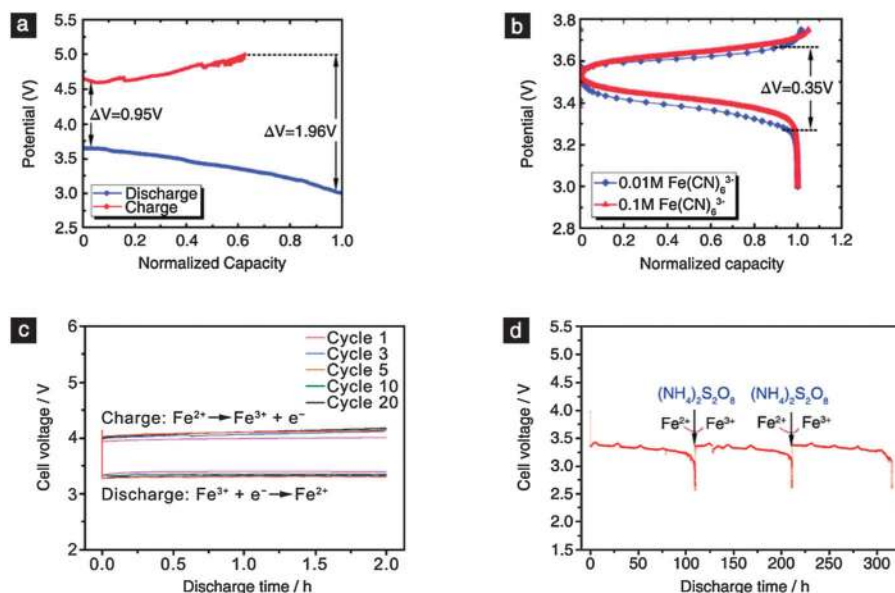 a
5.5
5.0
4.5
4.0
3.5
3.0
2.5
Potential (V)
ΔV=0.95V
ΔV=1.96V
Discharge
Charge
0 0.2 0.4 0.6 0.8 1.0
Normalized Capacity
b
3.8
3.6
3.4
3.2
3.0
2.8
Potential (V)
ΔV=0.35V
0.01M Fe(CN)₆³⁻
0.1M Fe(CN)₆³⁻
0 0.2 0.4 0.6 0.8 1.0 1.2
Normalized capacity
c
6
5
4
3
2
Cell voltage / V
Cycle 1
Cycle 3
Cycle 5
Cycle 10
Cycle 20
Charge: Fe²⁺→Fe³⁺ + e⁻
Discharge: Fe³⁺ + e⁻→Fe²⁺
0.0 0.5 1.0 1.5 2.0
Discharge time / h
d
5.5
5.0
4.5
4.0
3.5
3.0
2.5
2.0
1.5
Cell voltage / V
(NH₄)₂S₂O₈ (NH₄)₂S₂O₈
Fe²⁺ Fe³⁺ Fe²⁺ Fe³⁺
0 50 100 150 200 250 300
Discharge time / h